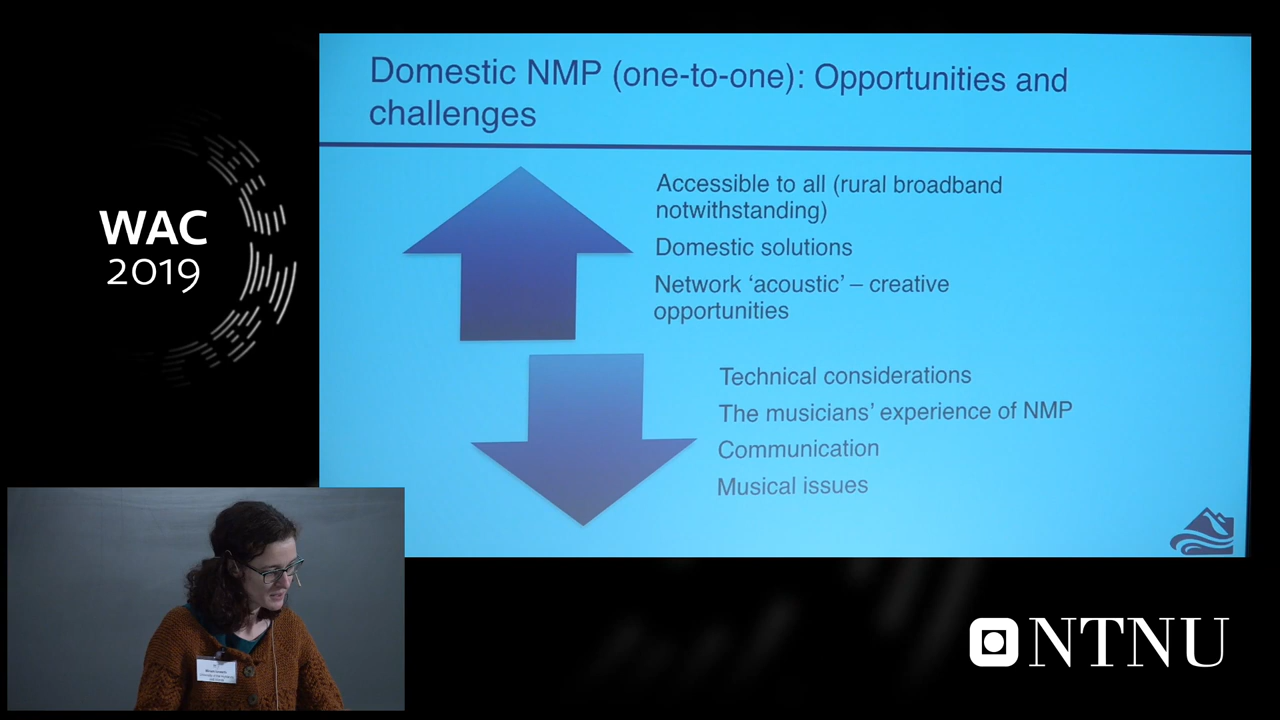 Domestic NMP (one-to-one): Opportunities and
challenges
Accessible to all (rural broadband
notwithstanding)
Domestic solutions
Network ‘acoustic’ – creative
opportunities
Technical considerations
The musicians’ experience of NMP
Communication
Musical issues
WAC
2019
NTNU